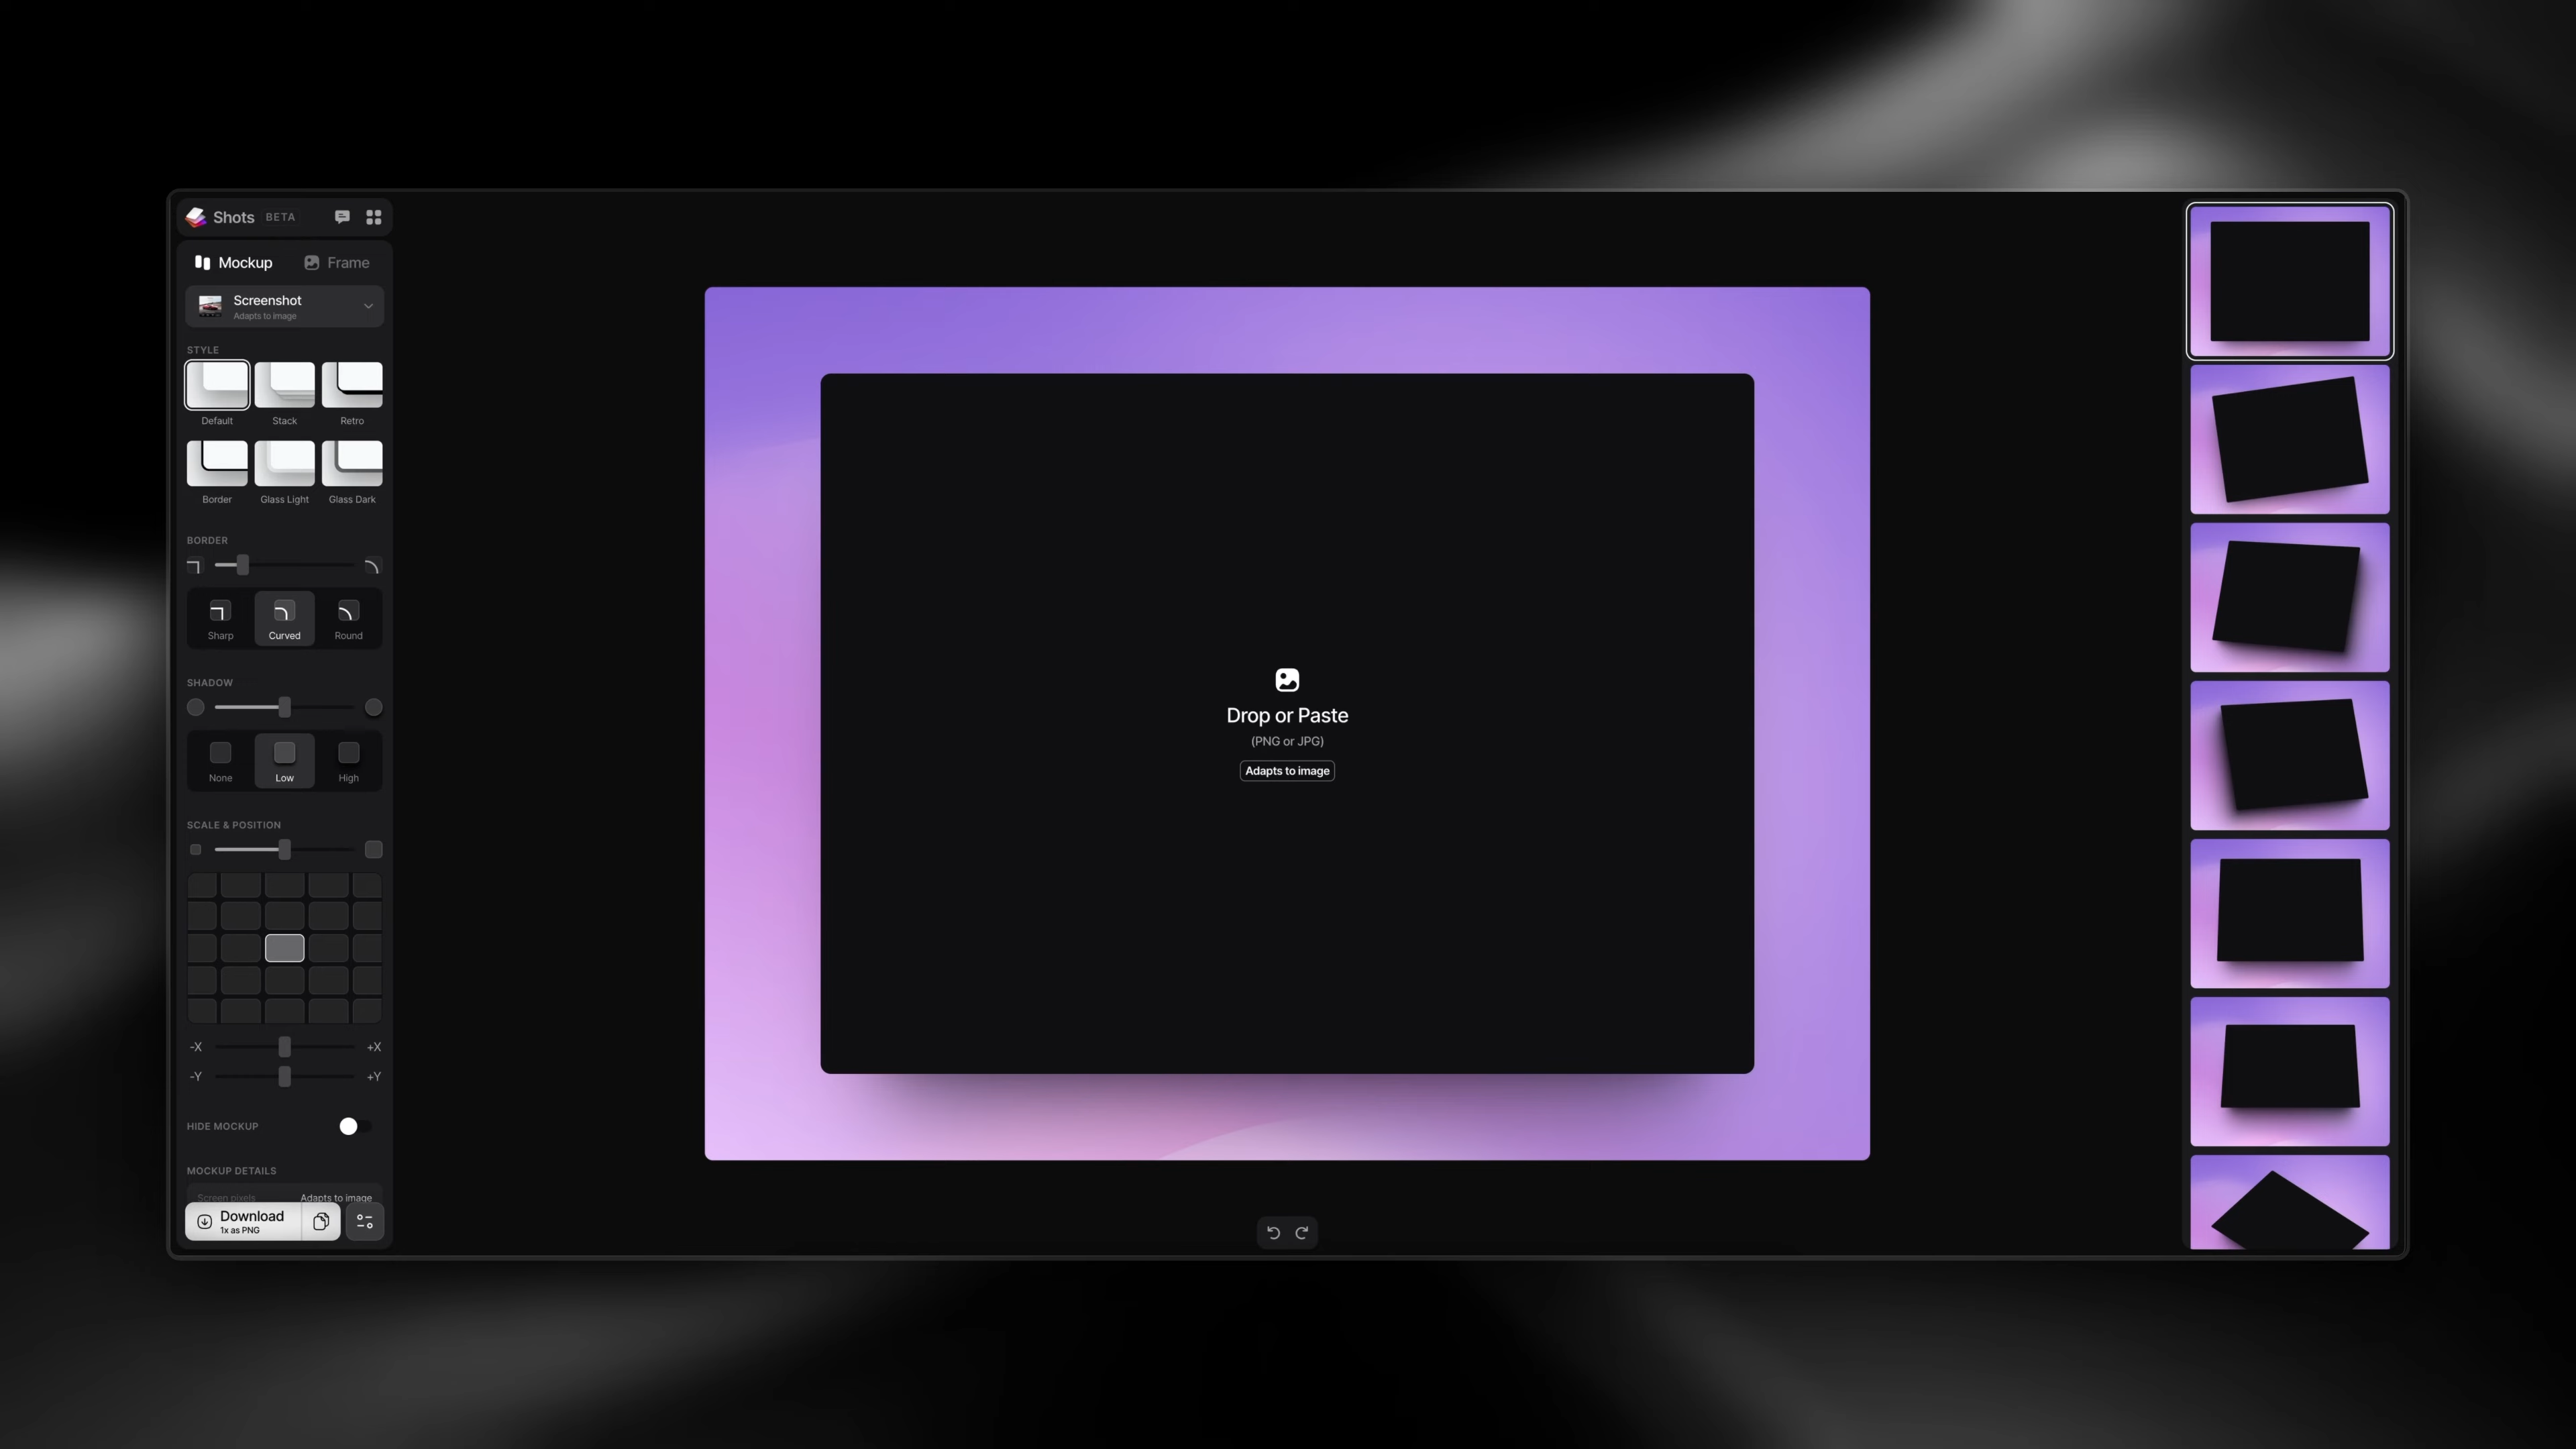 Shots BETA
Mockup Frame
Screenshot
Adapts to image
STYLE
Default Stack Retro
Border Glass Light Glass Dark
BORDER
Sharp Curved Round
SHADOW
None Low High
SCALE & POSITION
-X +X
-Y +Y
HIDE MOCKUP
MOCKUP DETAILS
Screen pixels Adapts to image
Download
1x as PNG
Drop or Paste
(PNG or JPG)
Adapts to image